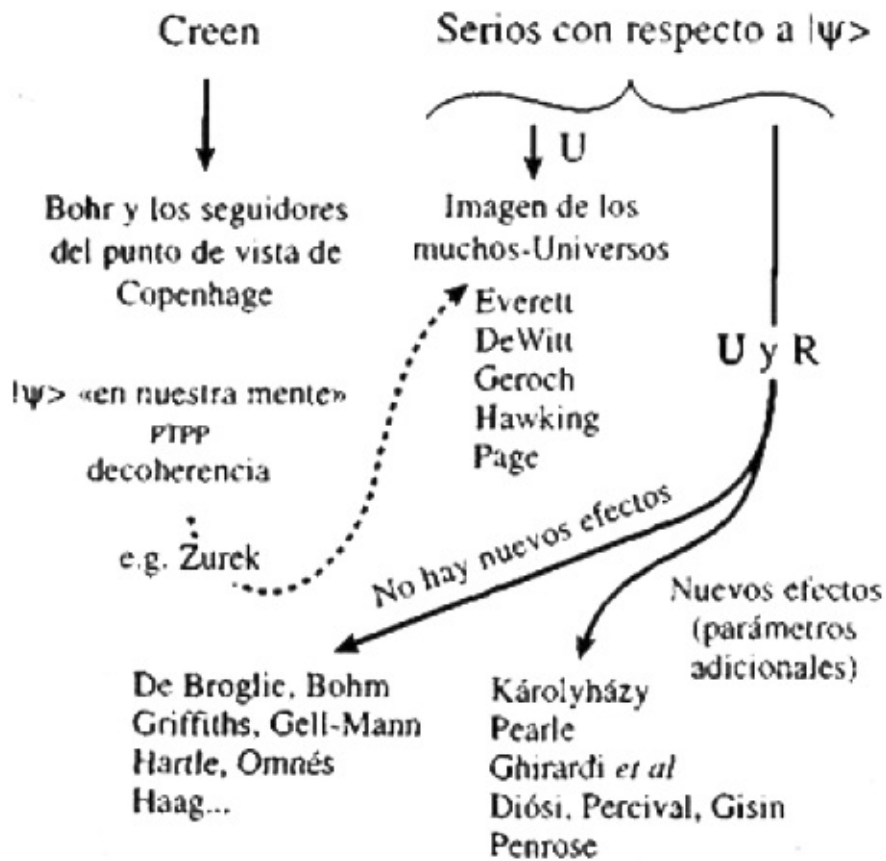 Creen
Serios con respecto a |ψ>
Bohr y los seguidores
del punto de vista de
Copenhage
|ψ> «en nuestra mente»
PTPP
decoherencia
e.g. Zurek
U
Imagen de los
muchos-Universos
Everett
DeWitt
Geroch
Hawking
Page
U y R
No hay nuevos efectos
De Broglie, Bohm
Griffiths, Gell-Mann
Hartle, Omnés
Haag...
Nuevos efectos
(parámetros
adicionales)
Károlyházy
Pearle
Ghirardi et al
Diósi, Percival, Gisin
Penrose